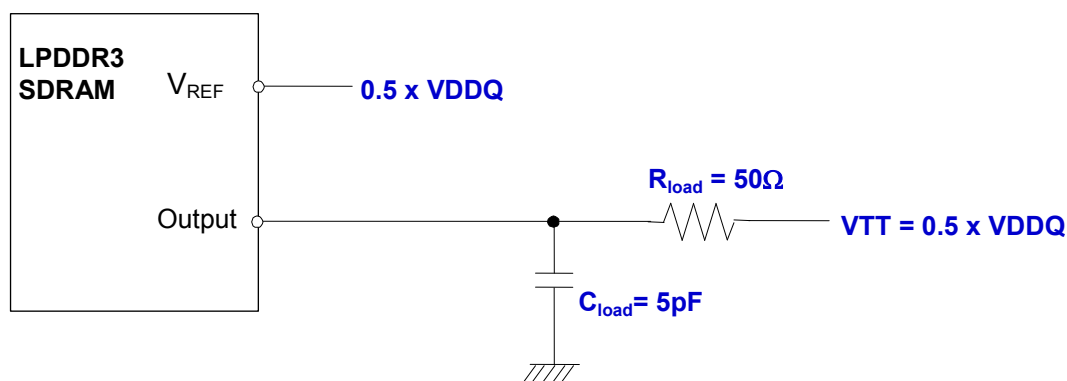 LPDDR3
SDRAM
VREF
0.5 x VDDQ
Rload = 50Ω
Output
VTT = 0.5 x VDDQ
Cload= 5pF